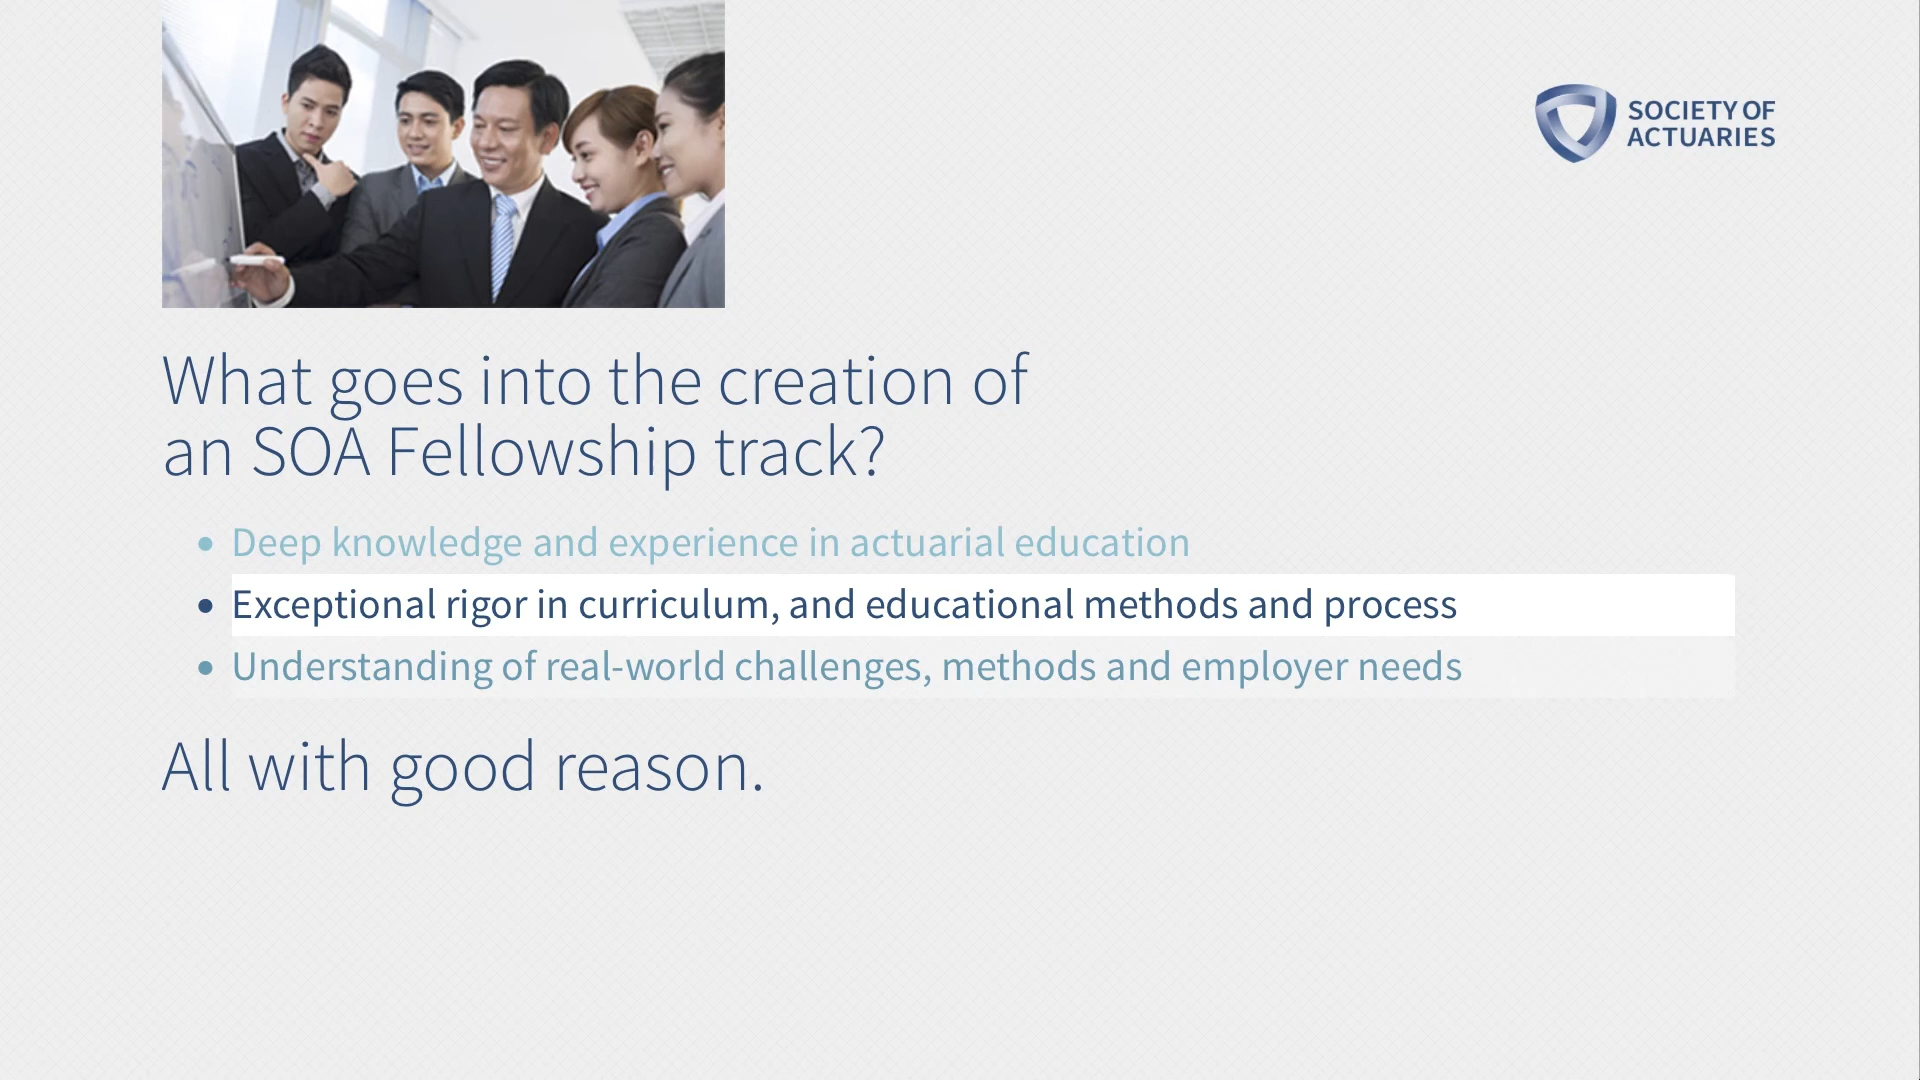 SOCIETY OF
ACTUARIES
What goes into the creation of
an SOA Fellowship track?
• Deep knowledge and experience in actuarial education
• Exceptional rigor in curriculum, and educational methods and process
• Understanding of real-world challenges, methods and employer needs
All with good reason.